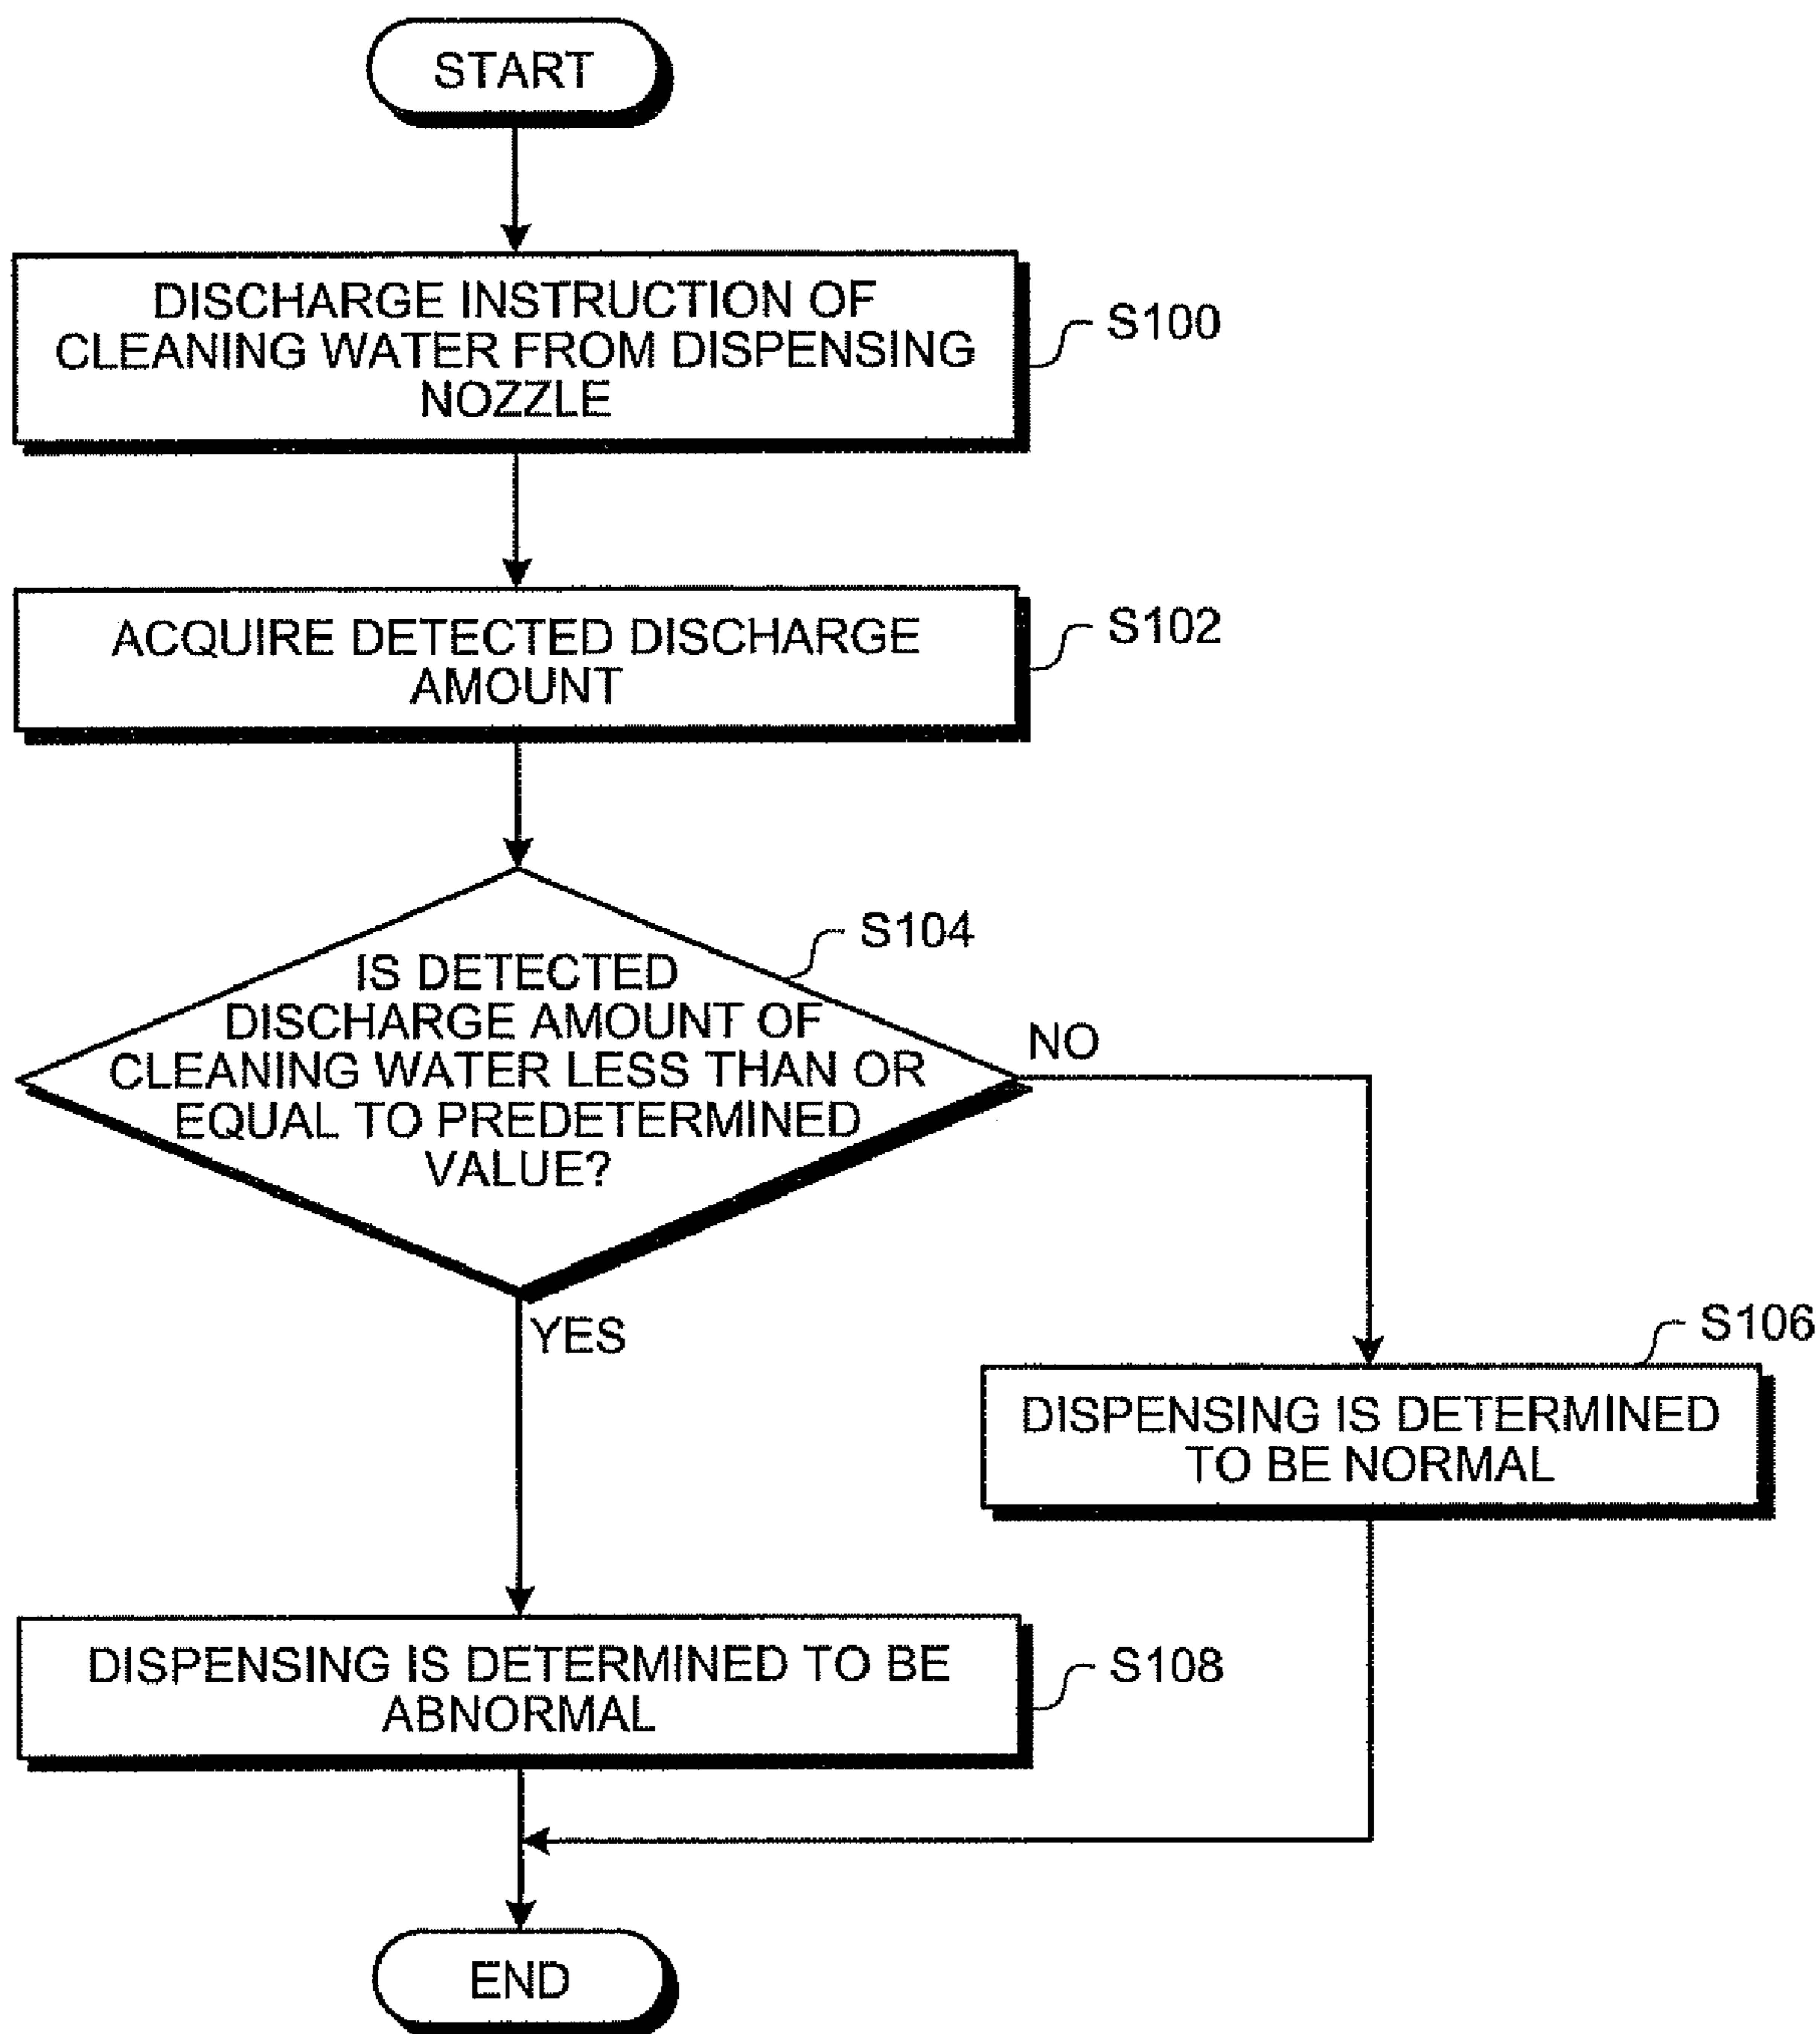 START
DISCHARGE INSTRUCTION OF
CLEANING WATER FROM DISPENSING
NOZZLE
S100
ACQUIRE DETECTED DISCHARGE
AMOUNT
S102
S104
IS DETECTED
DISCHARGE AMOUNT OF
CLEANING WATER LESS THAN OR
EQUAL TO PREDETERMINED
VALUE?
NO
YES
S106
DISPENSING IS DETERMINED
TO BE NORMAL
DISPENSING IS DETERMINED TO BE
ABNORMAL
S108
END